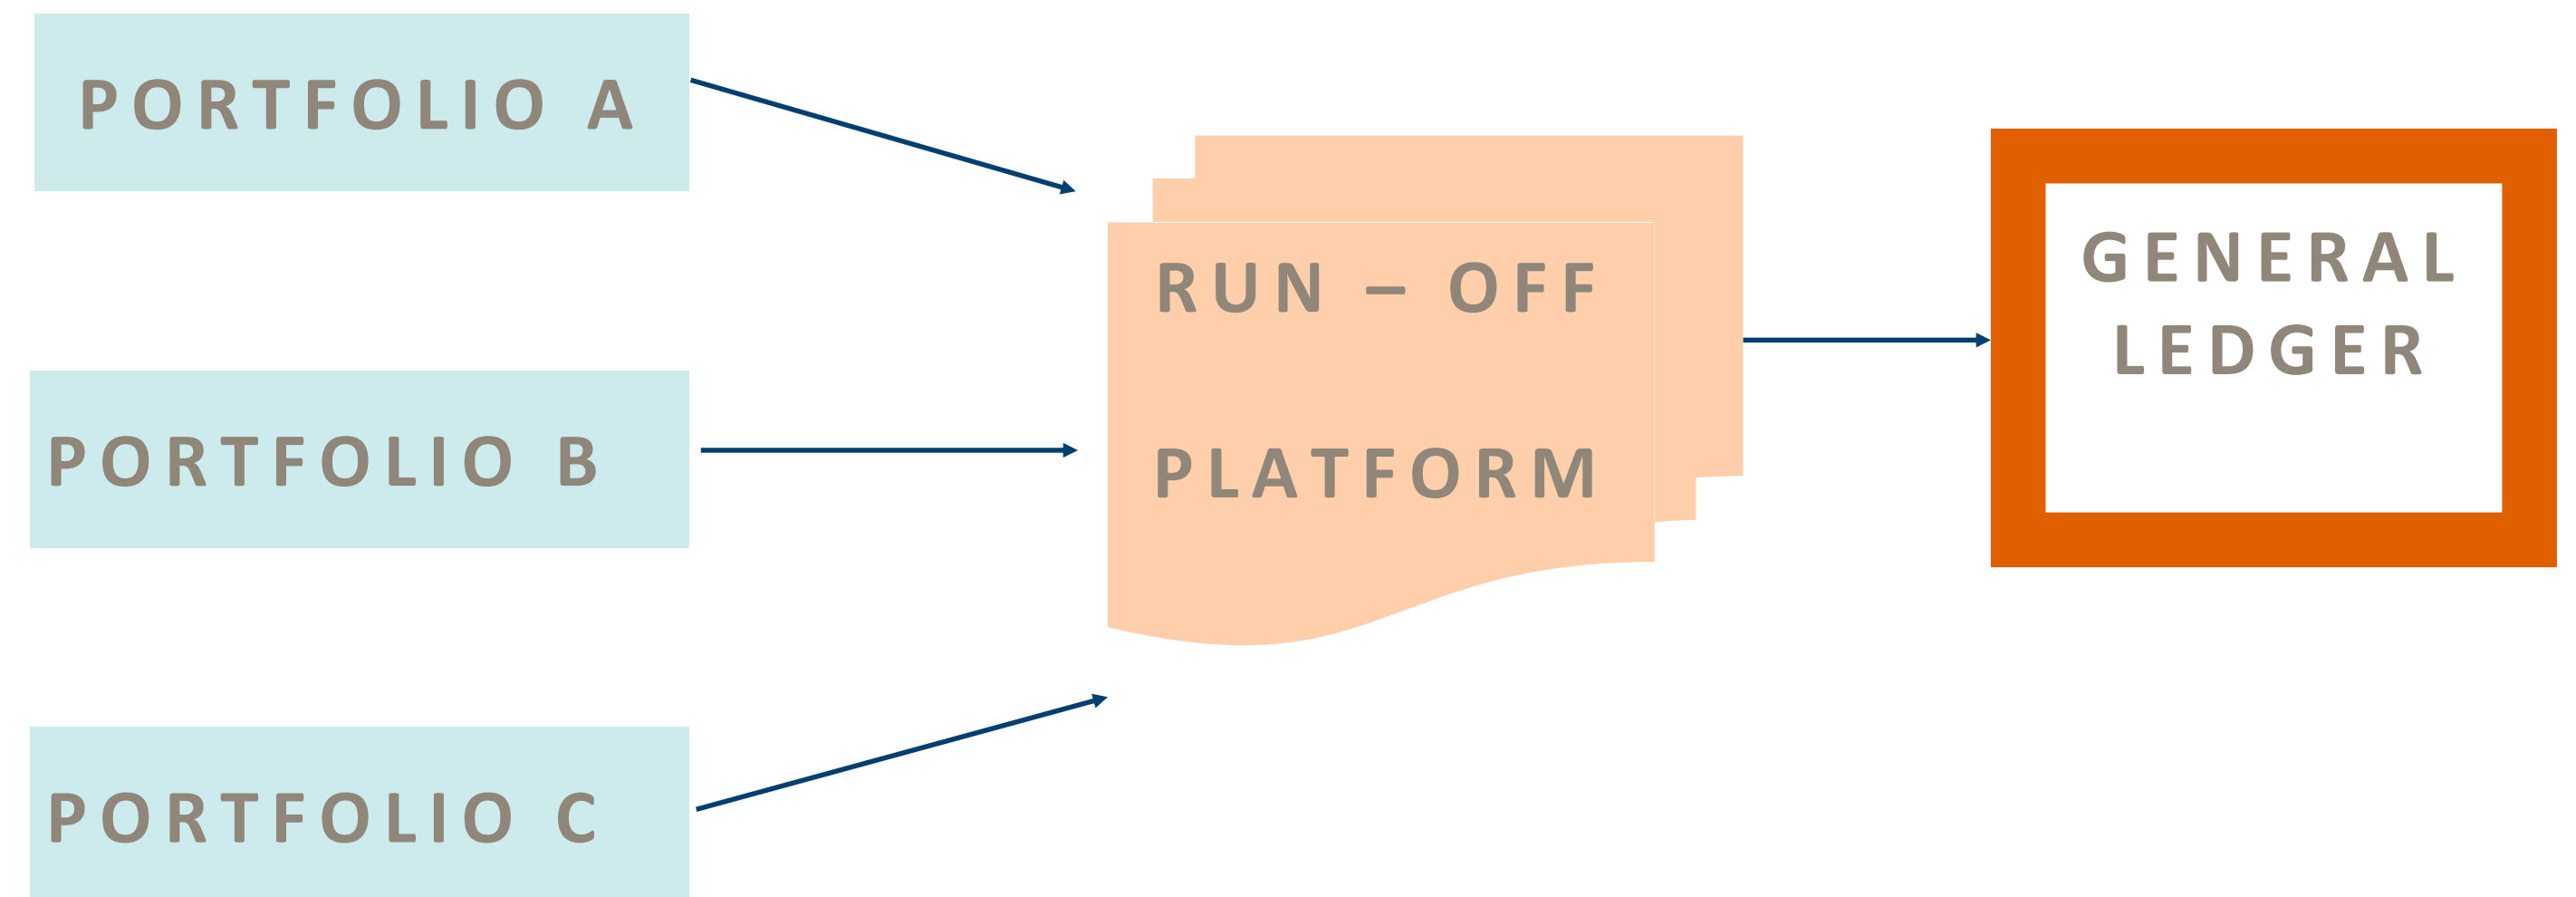 PORTFOLIO A
PORTFOLIO B
PORTFOLIO C
RUN – OFF
PLATFORM
GENERAL
LEDGER